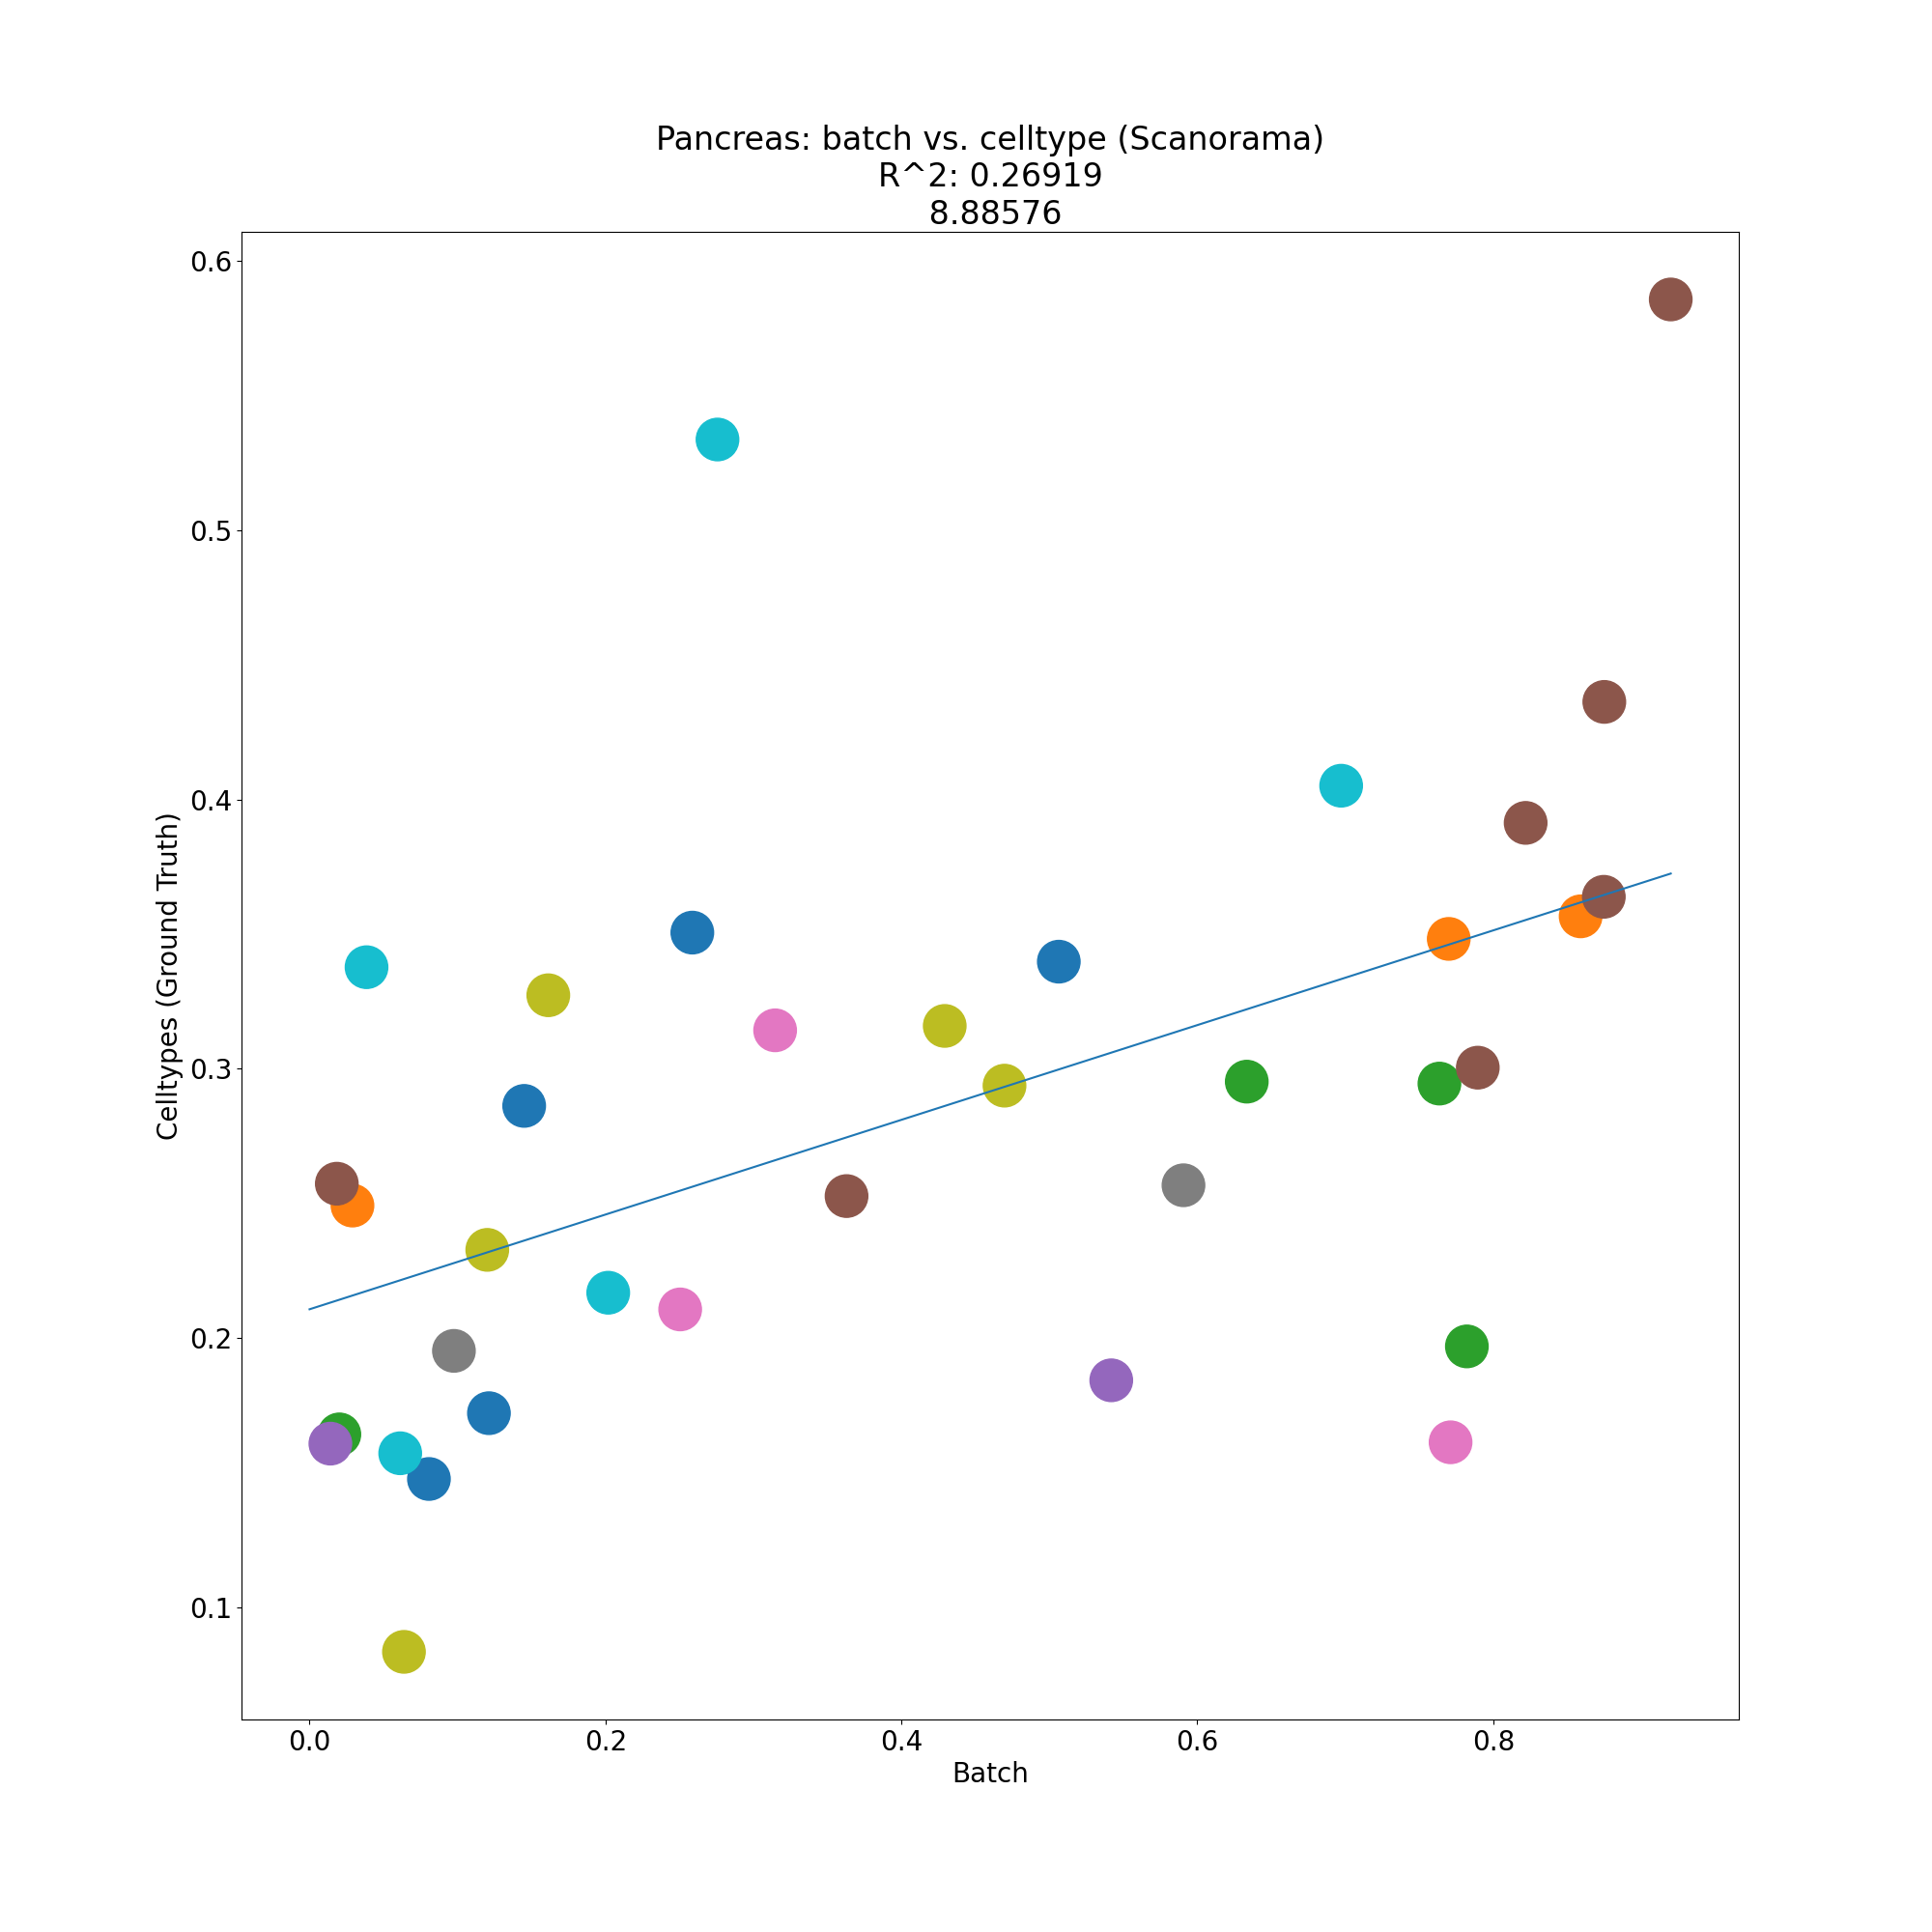 Pancreas: batch vs. celltype (Scanorama)
R^2: 0.26919
8.88576
0.6
0.5
0.4
0.3
0.2
0.1
Celltypes (Ground Truth)
0.0 0.2 0.4 0.6 0.8
Batch